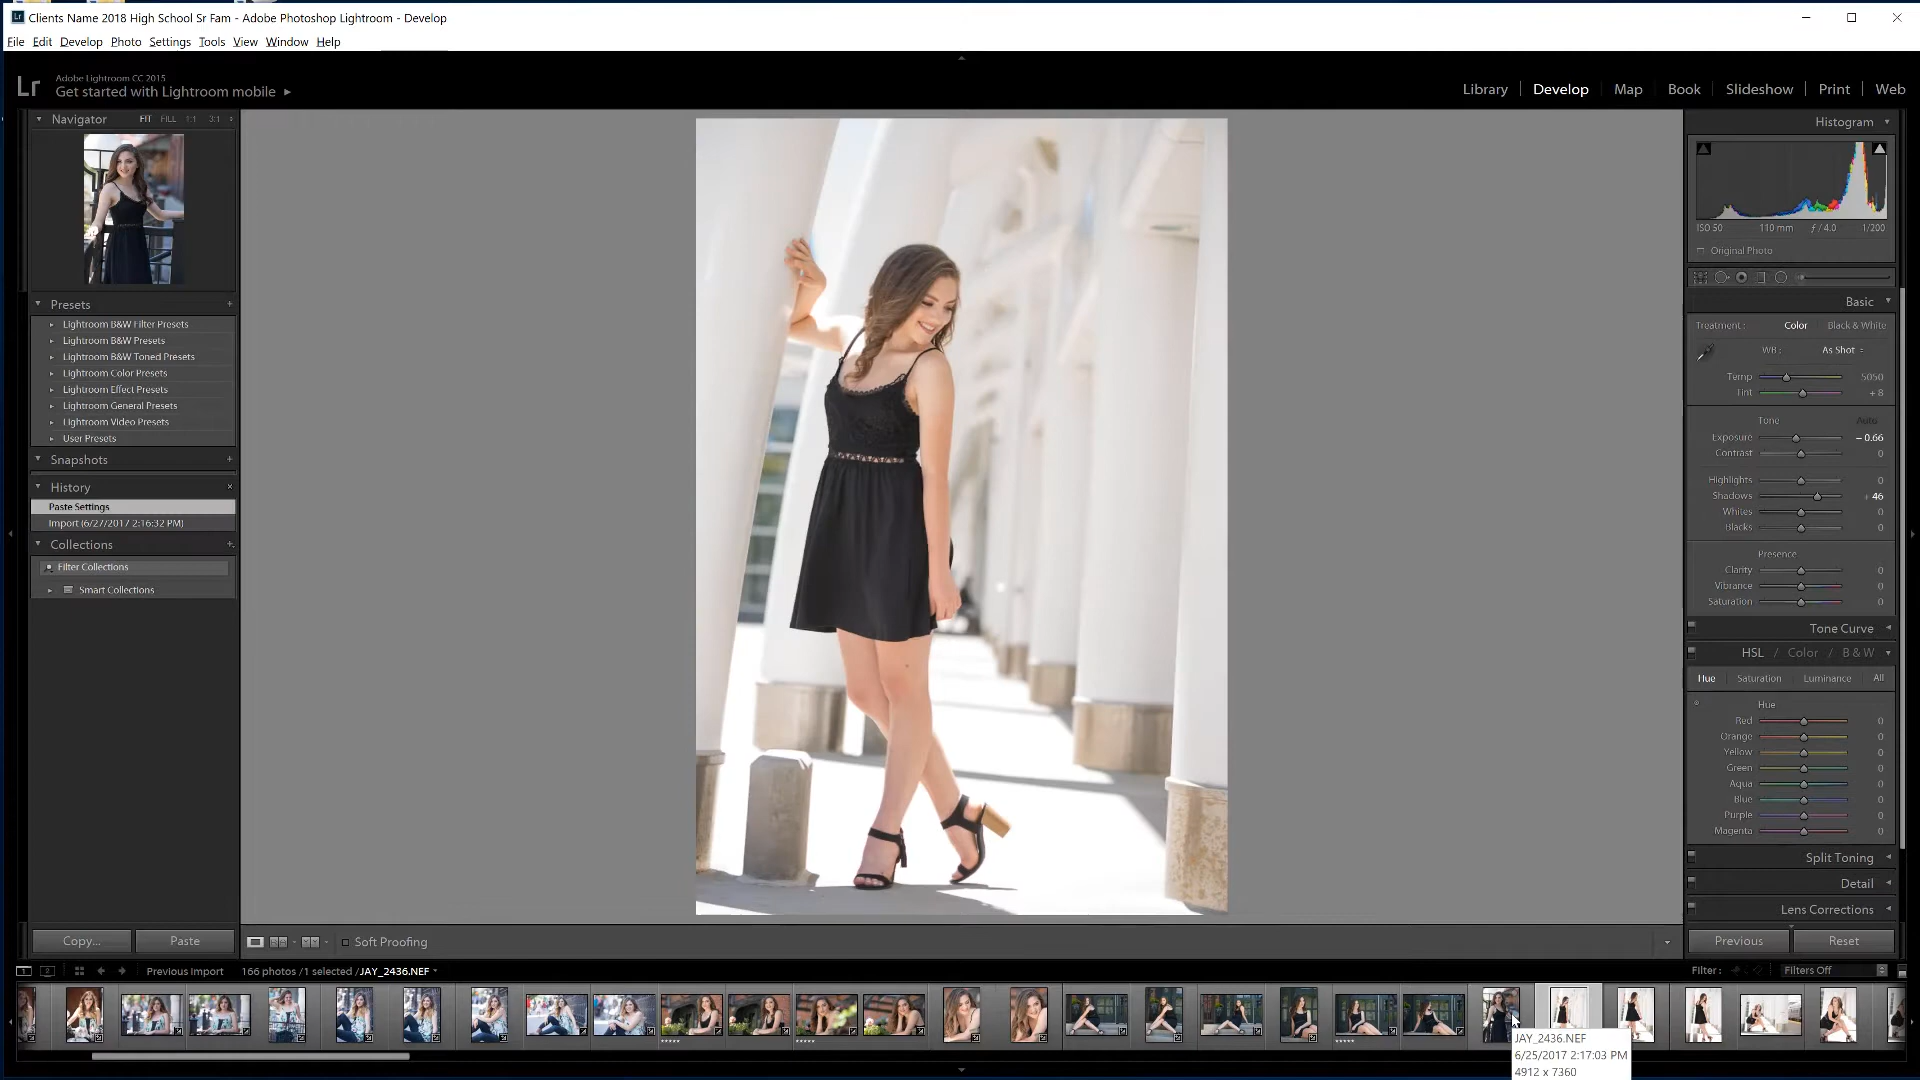 Clients Name 2018 High School Sr Fam - Adobe Photoshop Lightroom - Develop
File Edit Develop Photo Settings Tools View Window Help
Lr
Adobe Lightroom CC 2015
Get started with Lightroom mobile
Library Develop Map Book Slideshow Print Web
Navigator FIT FILL 1:1 3:1
Histogram
ISO 50 110 mm ƒ / 4.0 1/200
Original Photo
Presets
Lightroom B&W Filter Presets
Lightroom B&W Presets
Lightroom B&W Toned Presets
Lightroom Color Presets
Lightroom Effect Presets
Lightroom General Presets
Lightroom Video Presets
User Presets
Snapshots
History
Paste Settings
Import (6/27/2017 2:16:32 PM)
Collections
Filter Collections
Smart Collections
Basic
Treatment : Color Black & White
WB : As Shot
Temp 5050
Tint + 8
Tone Auto
Exposure – 0.66
Contrast 0
Highlights 0
Shadows + 46
Whites 0
Blacks 0
Presence
Clarity 0
Vibrance 0
Saturation 0
Tone Curve
HSL / Color / B & W
Hue Saturation Luminance All
Hue
Red 0
Orange 0
Yellow 0
Green 0
Aqua 0
Blue 0
Purple 0
Magenta 0
Split Toning
Detail
Lens Corrections
Copy... Paste
Soft Proofing
Previous Reset
1 2 Previous Import 166 photos /1 selected /JAY_2436.NEF
Filter : Filters Off
JAY_2436.NEF
6/25/2017 2:17:03 PM
4912 x 7360